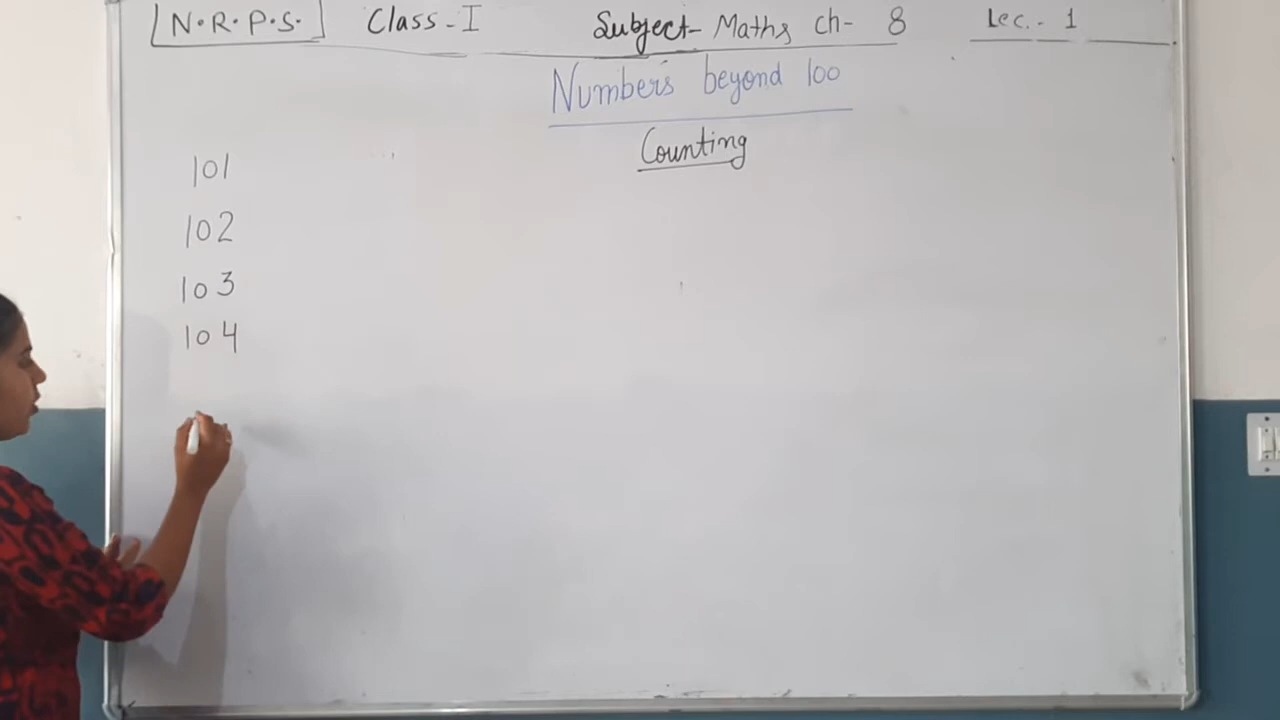 N.R.P.S. Class-I Subject- Maths ch- 8 Lec.- 1
Numbers beyond 100
Counting
101
102
103
104